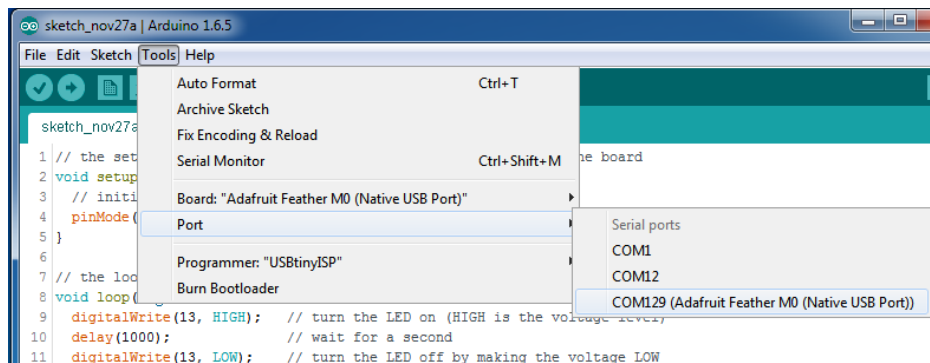 sketch_nov27a | Arduino 1.6.5
File Edit Sketch Tools Help
Auto Format Ctrl+T
Archive Sketch
Fix Encoding & Reload
Serial Monitor Ctrl+Shift+M
Board: "Adafruit Feather M0 (Native USB Port)"
Port
Programmer: "USBtinyISP"
Burn Bootloader
Serial ports
COM1
COM12
COM129 (Adafruit Feather M0 (Native USB Port))
sketch_nov27a
1 // the set he board
2 void setup
3 // initi
4 pinMode(
5 }
6
7 // the loo
8 void loop(
9 digitalWrite(13, HIGH); // turn the LED on (HIGH is the voltage level)
10 delay(1000); // wait for a second
11 digitalWrite(13, LOW); // turn the LED off by making the voltage LOW